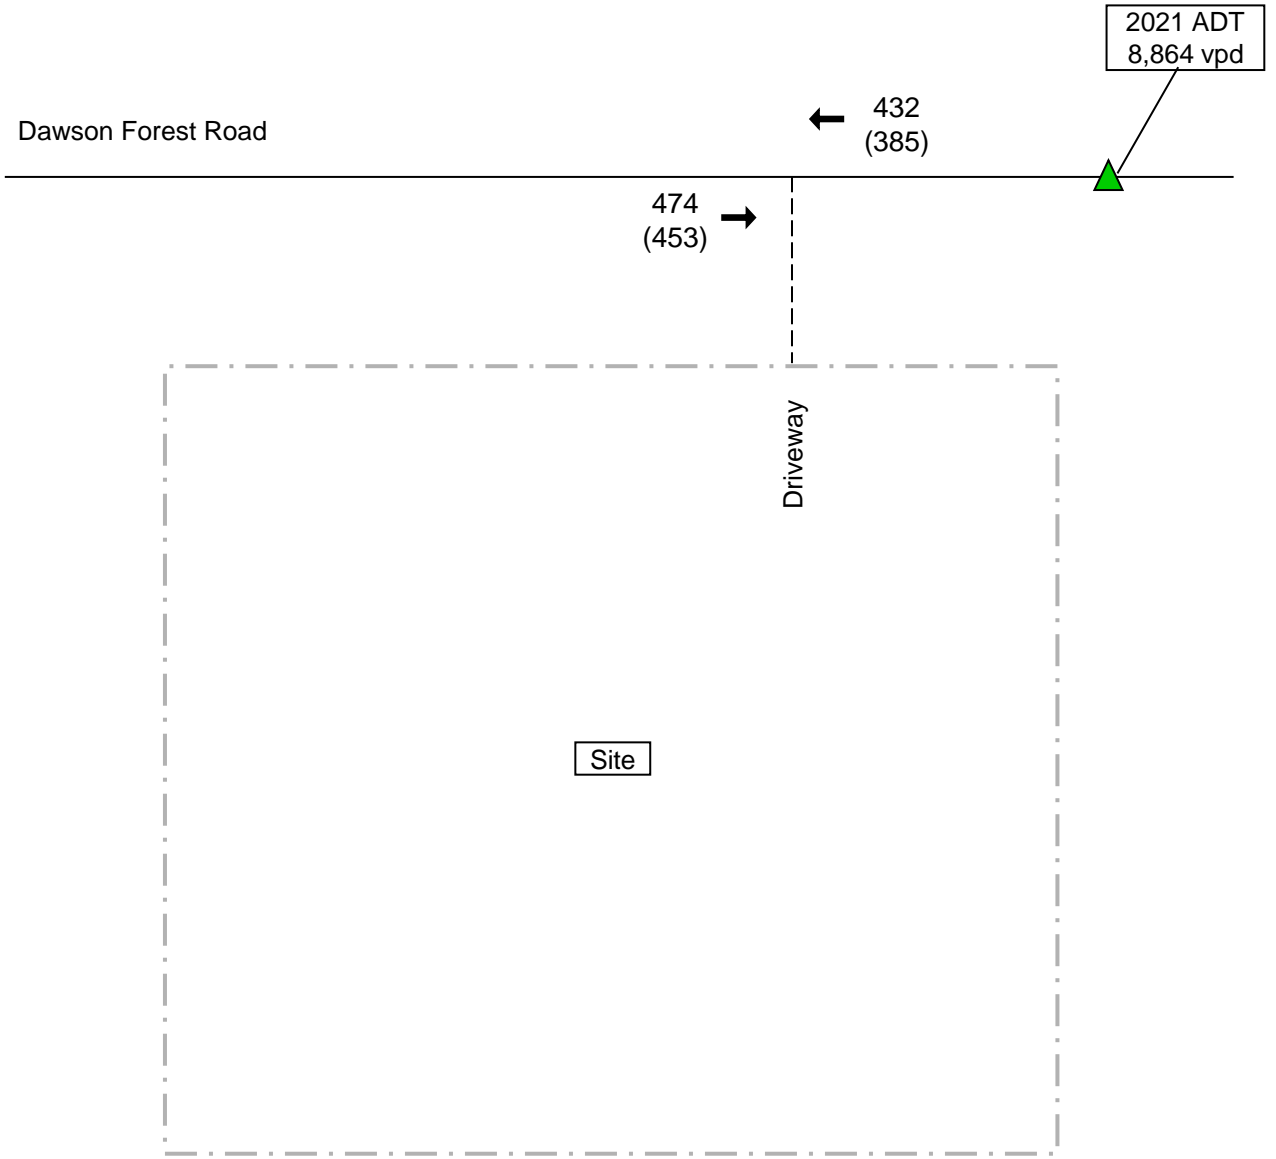 2021 ADT
8,864 vpd
432
(385)
Dawson Forest Road
474
(453)
Driveway
Site